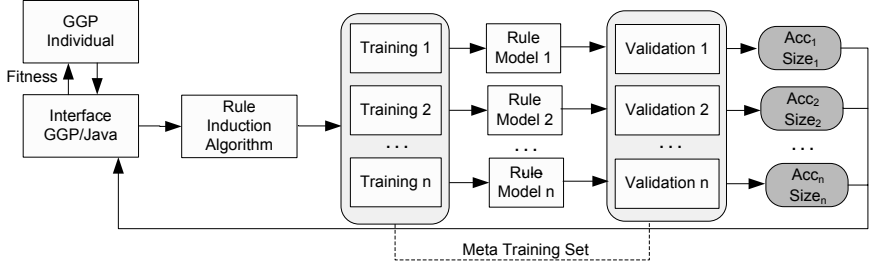 GGP
Individual
Fitness
Interface
GGP/Java
Rule
Induction
Algorithm
Training 1
Rule
Model 1
Validation 1
Acc1
Size1
Training 2
Rule
Model 2
Validation 2
Acc2
Size2
...
...
...
...
Training n
Rule
Model n
Validation n
Accn
Sizen
Meta Training Set